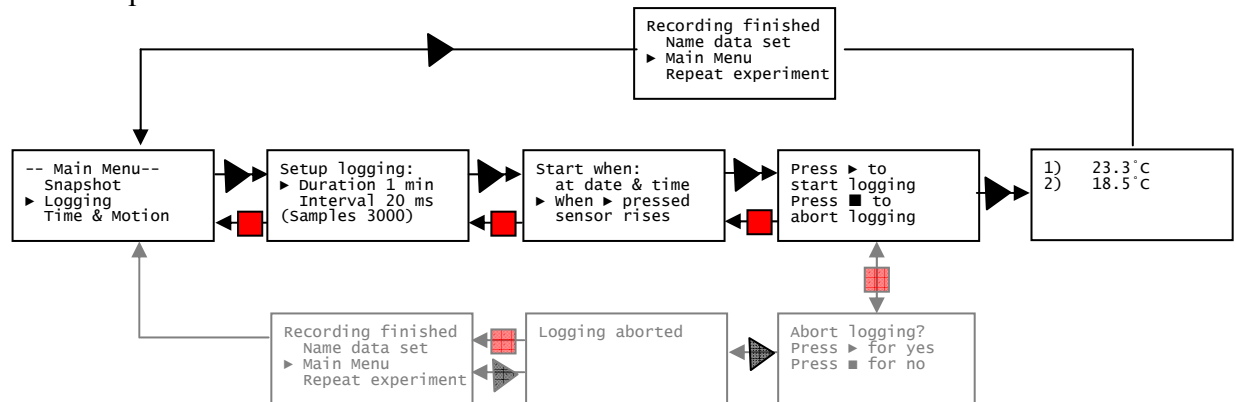 Recording finished
Name data set
► Main Menu
Repeat experiment
-- Main Menu--
Snapshot
► Logging
Time & Motion
Setup logging:
► Duration 1 min
Interval 20 ms
(Samples 3000)
Start when:
at date & time
► When ► pressed
sensor rises
Press ► to
start logging
Press ■ to
abort logging
1) 23.3°C
2) 18.5°C
Recording finished
Name data set
► Main Menu
Repeat experiment
Logging aborted
Abort logging?
Press ► for yes
Press ■ for no